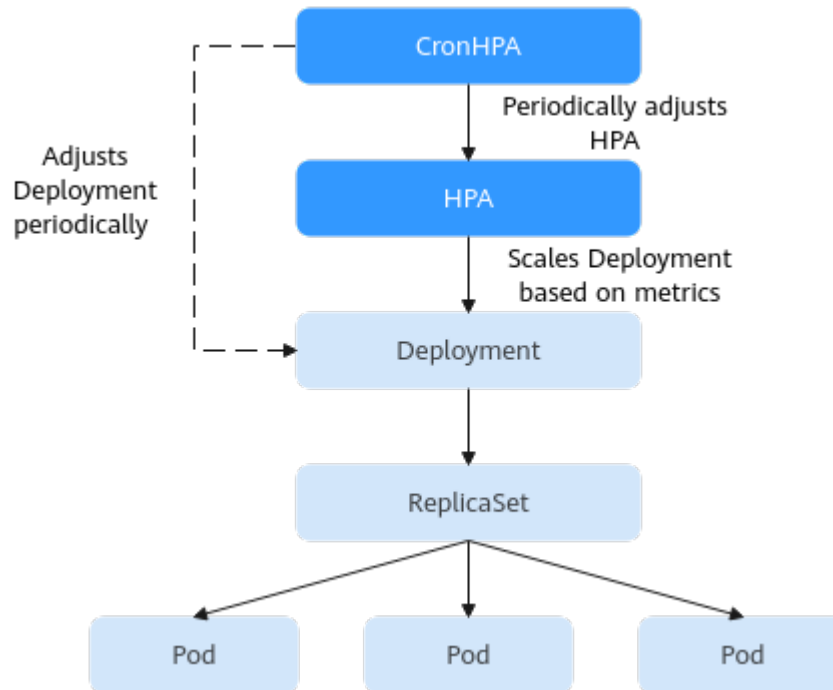 CronHPA
Periodically adjusts
HPA
Adjusts
Deployment
periodically
HPA
Scales Deployment
based on metrics
Deployment
ReplicaSet
Pod
Pod
Pod